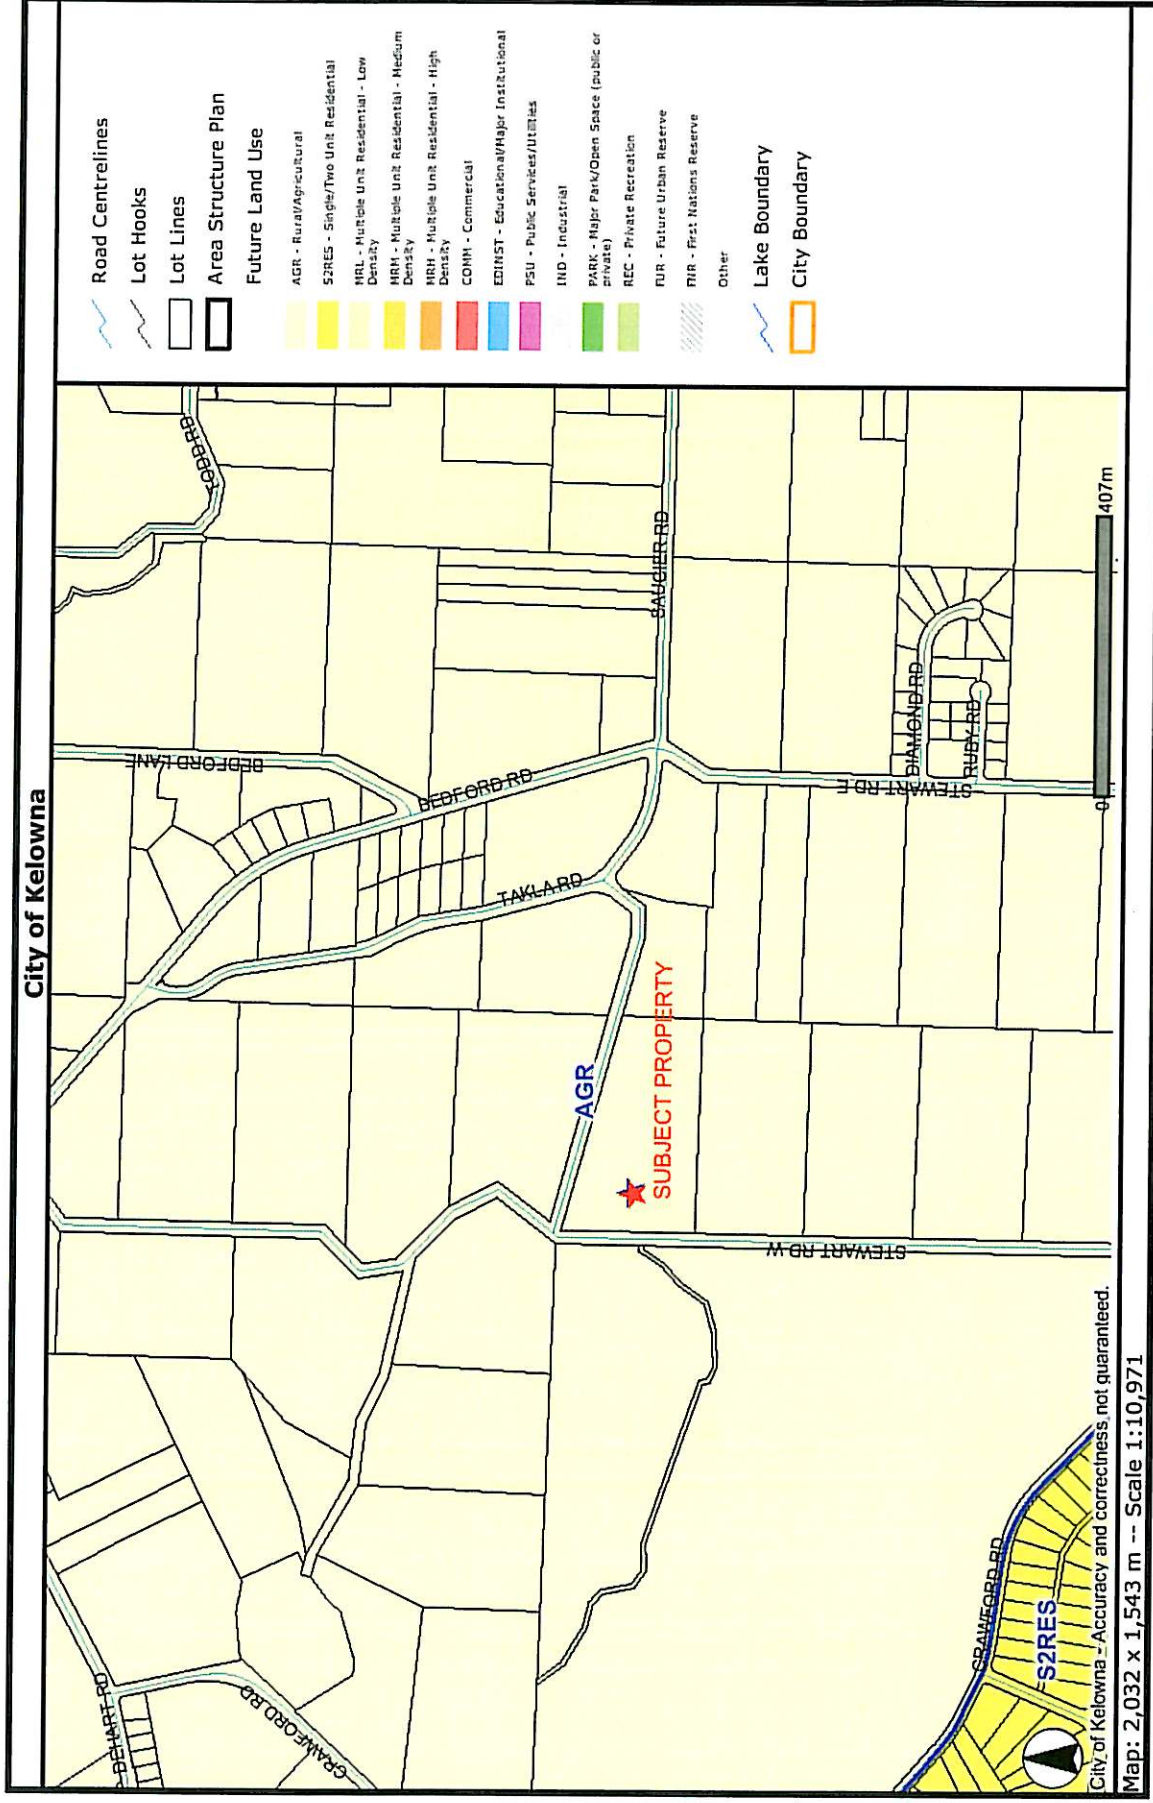 City of Kelowna
DEHART RD
CRAWFORD RD
BEDFORD LANE
BEDFORD RD
TAKLA RD
TODD RD
SAUCIER RD
AGR
SUBJECT PROPERTY
STEWART RD W
STEWART RD E
DIAMOND RD
RUBY RD
CRAWFORD RD
S2RES
0
407m
City of Kelowna - Accuracy and correctness not guaranteed.
Map: 2,032 x 1,543 m -- Scale 1:10,971
Road Centrelines
Lot Hooks
Lot Lines
Area Structure Plan
Future Land Use
AGR - Rural/Agricultural
S2RES - Single/Two Unit Residential
MRL - Multiple Unit Residential - Low
Density
MRM - Multiple Unit Residential - Medium
Density
MRH - Multiple Unit Residential - High
Density
COMM - Commercial
EDINST - Educational/Major Institutional
PSU - Public Services/Utilities
IND - Industrial
PARK - Major Park/Open Space (public or
private)
REC - Private Recreation
FUR - Future Urban Reserve
FNR - First Nations Reserve
Other
Lake Boundary
City Boundary